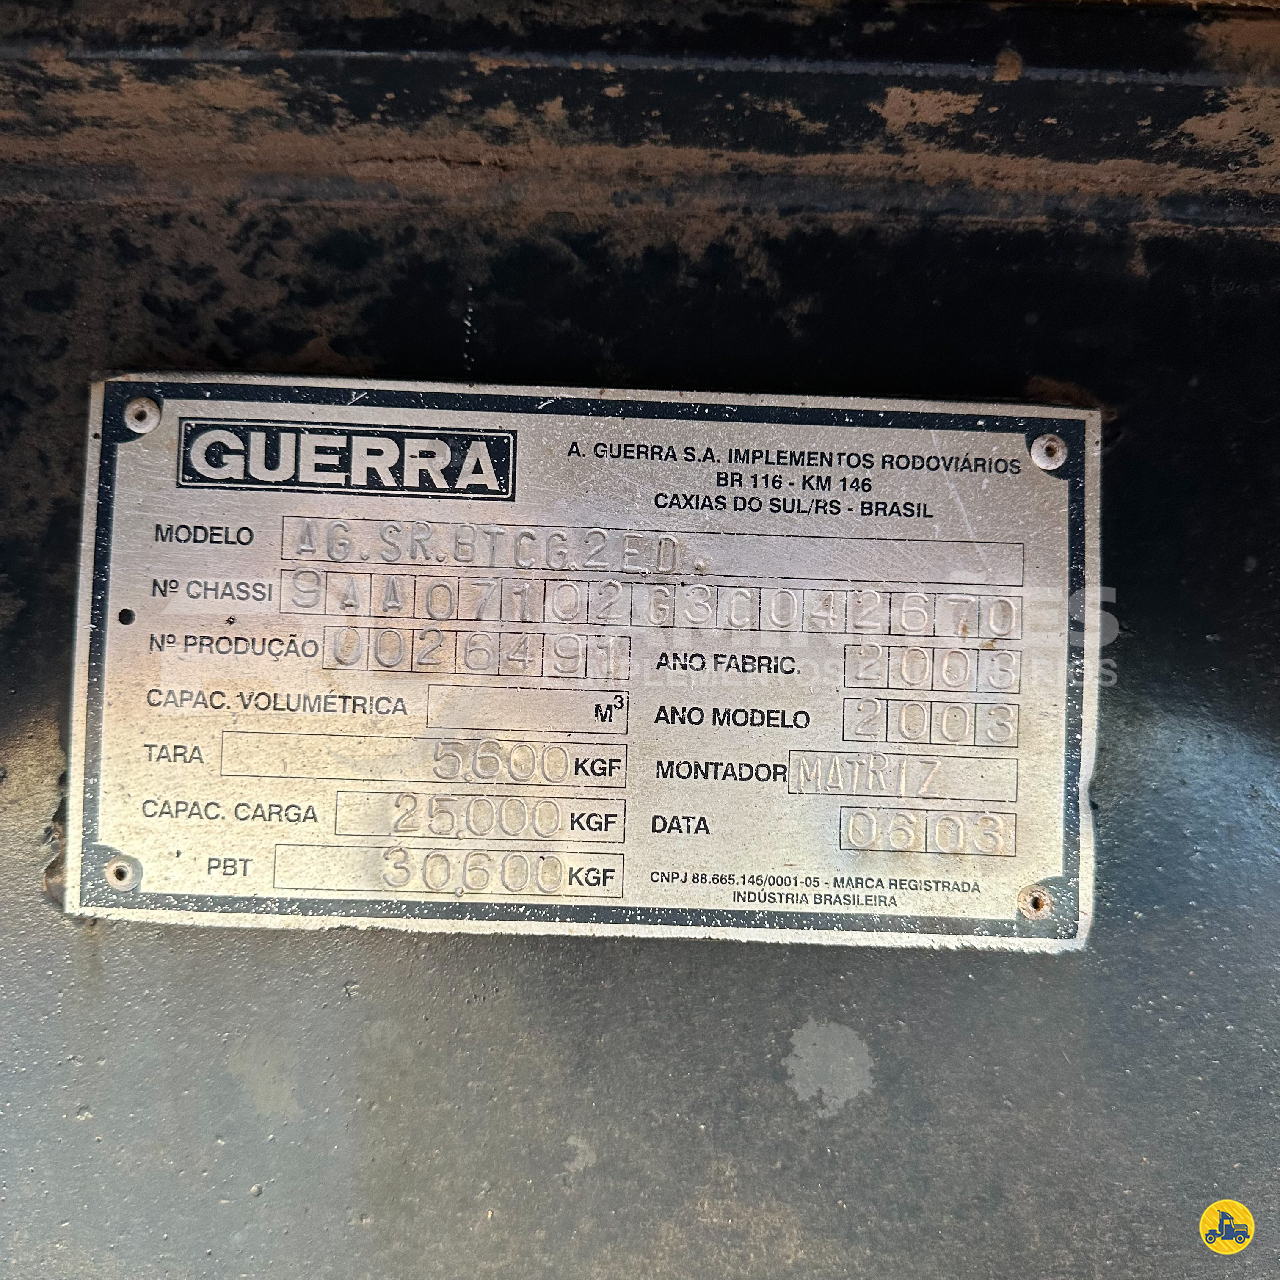 GUERRA
A. GUERRA S.A. IMPLEMENTOS RODOVIÁRIOS
BR 116 - KM 146
CAXIAS DO SUL/RS - BRASIL
MODELO AG.SR.BTCG.2ED.
Nº CHASSI 9AA07102G3C042670
Nº PRODUÇÃO 0026491 ANO FABRIC. 2003
CAPAC. VOLUMÉTRICA M³ ANO MODELO 2003
TARA 5.600 KGF MONTADOR MATRIZ
CAPAC. CARGA 25.000 KGF DATA 0603
PBT 30.600 KGF
CNPJ 88.665.146/0001-05 - MARCA REGISTRADA
INDÚSTRIA BRASILEIRA